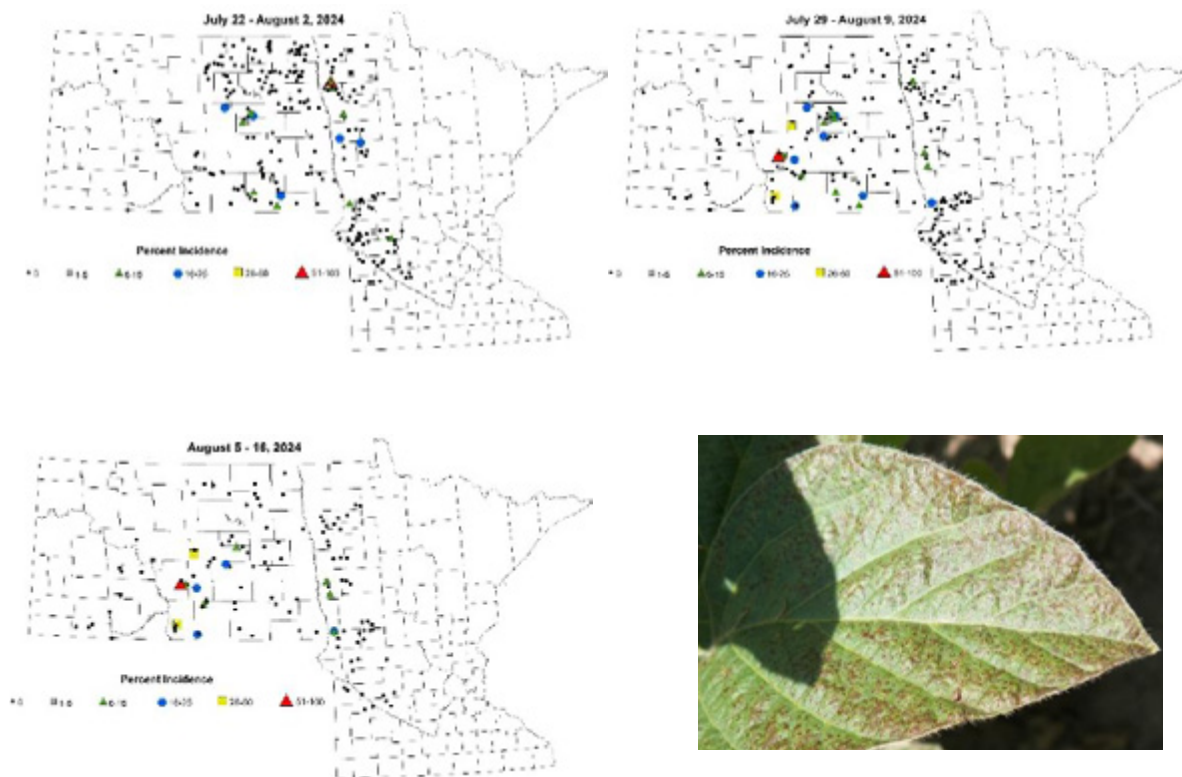 July 22 - August 2, 2024
Percent Incidence
0 1-5 6-15 16-25 26-50 51-100
July 29 - August 9, 2024
Percent Incidence
0 1-5 6-15 16-25 26-50 51-100
August 5 - 16, 2024
Percent Incidence
0 1-5 6-15 16-25 26-50 51-100